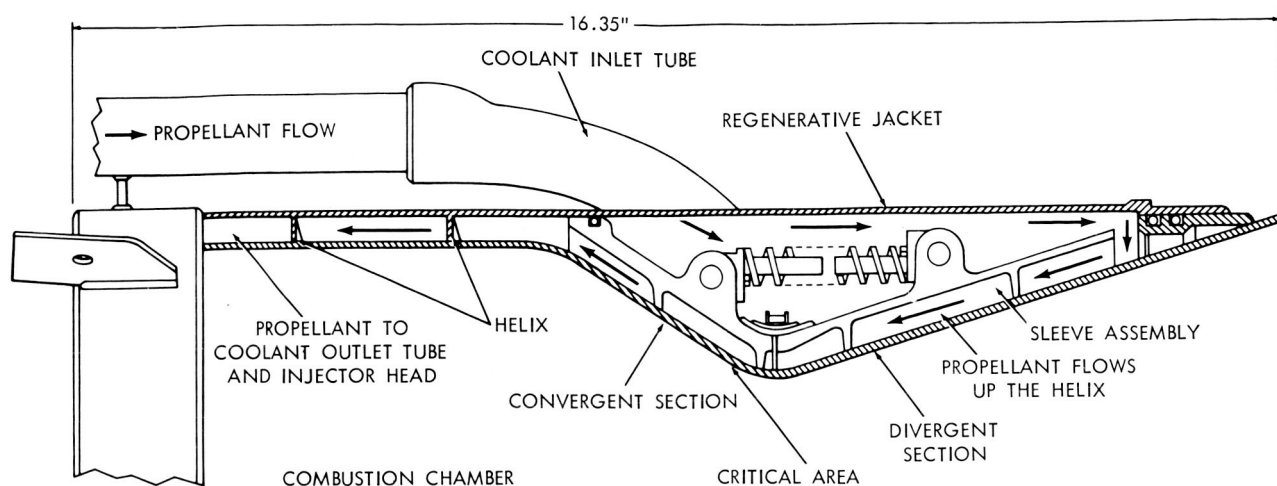 16.35"
COOLANT INLET TUBE
PROPELLANT FLOW
REGENERATIVE JACKET
HELIX
PROPELLANT TO
COOLANT OUTLET TUBE
AND INJECTOR HEAD
SLEEVE ASSEMBLY
PROPELLANT FLOWS
UP THE HELIX
CONVERGENT SECTION
DIVERGENT
SECTION
COMBUSTION CHAMBER
CRITICAL AREA